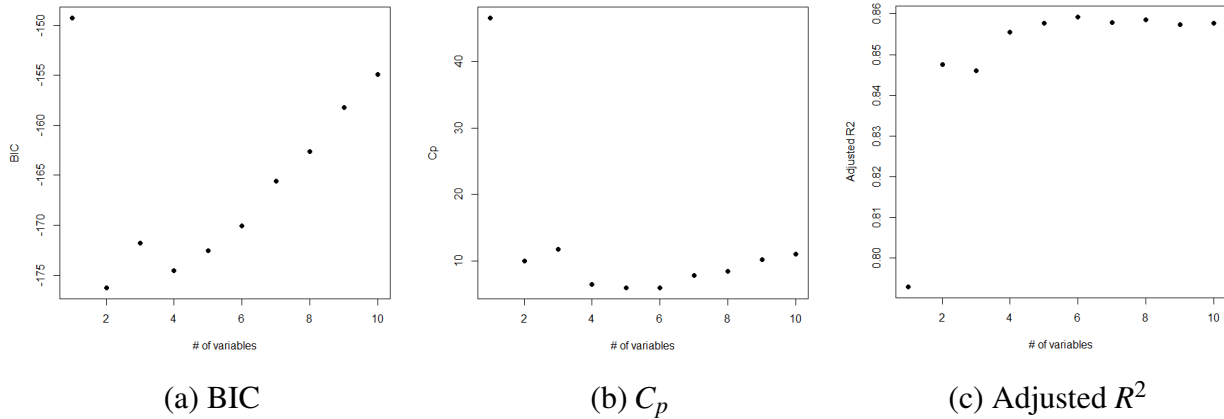 -150
-155
-160
-165
-170
-175
BIC
2 4 6 8 10
# of variables
(a) BIC
40
30
20
10
Cp
2 4 6 8 10
# of variables
(b) Cp
0.86
0.85
0.84
0.83
0.82
0.81
0.80
Adjusted R2
2 4 6 8 10
# of variables
(c) Adjusted R²